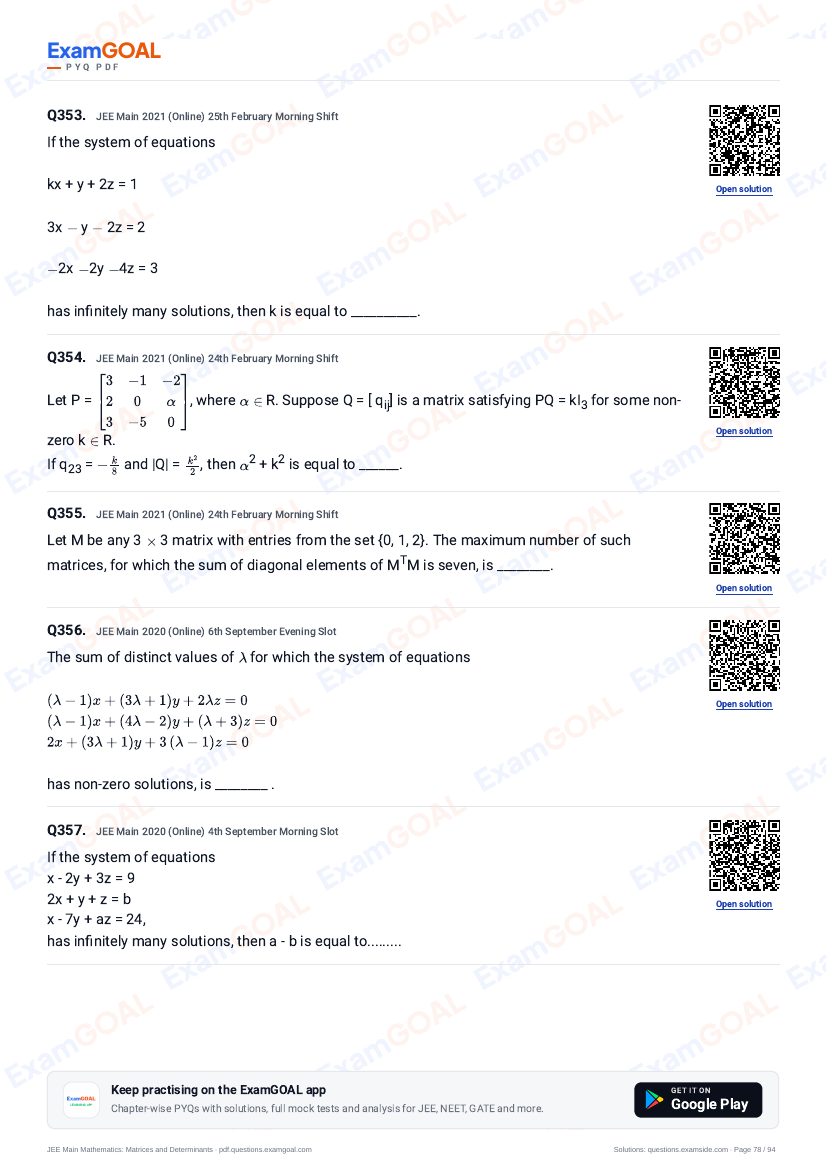 ExamGOAL
PYQ PDF
Q353. JEE Main 2021 (Online) 25th February Morning Shift
If the system of equations
kx + y + 2z = 1
3x − y − 2z = 2
−2x −2y −4z = 3
has infinitely many solutions, then k is equal to __________.
Open solution
Q354. JEE Main 2021 (Online) 24th February Morning Shift
Let P = [3 −1 −2; 2 0 α; 3 −5 0], where α ∈ R. Suppose Q = [ q_ij] is a matrix satisfying PQ = kI_3 for some non-
zero k ∈ R.
If q_23 = −k/8 and |Q| = k²/2, then α² + k² is equal to ______.
Open solution
Q355. JEE Main 2021 (Online) 24th February Morning Shift
Let M be any 3 × 3 matrix with entries from the set {0, 1, 2}. The maximum number of such
matrices, for which the sum of diagonal elements of MᵀM is seven, is ________.
Open solution
Q356. JEE Main 2020 (Online) 6th September Evening Slot
The sum of distinct values of λ for which the system of equations
(λ − 1)x + (3λ + 1)y + 2λz = 0
(λ − 1)x + (4λ − 2)y + (λ + 3)z = 0
2x + (3λ + 1)y + 3 (λ − 1)z = 0
has non-zero solutions, is ________ .
Open solution
Q357. JEE Main 2020 (Online) 4th September Morning Slot
If the system of equations
x - 2y + 3z = 9
2x + y + z = b
x - 7y + az = 24,
has infinitely many solutions, then a - b is equal to.........
Open solution
Keep practising on the ExamGOAL app
Chapter-wise PYQs with solutions, full mock tests and analysis for JEE, NEET, GATE and more.
GET IT ON
Google Play
JEE Main Mathematics: Matrices and Determinants · pdf.questions.examgoal.com
Solutions: questions.examside.com · Page 78 / 94